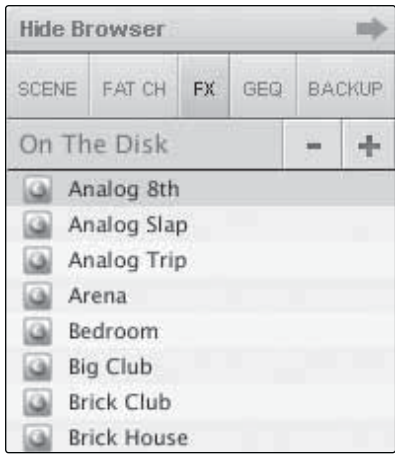 Hide Browser
SCENE FAT CH FX GEQ BACKUP
On The Disk - +
Analog 8th
Analog Slap
Analog Trip
Arena
Bedroom
Big Club
Brick Club
Brick House